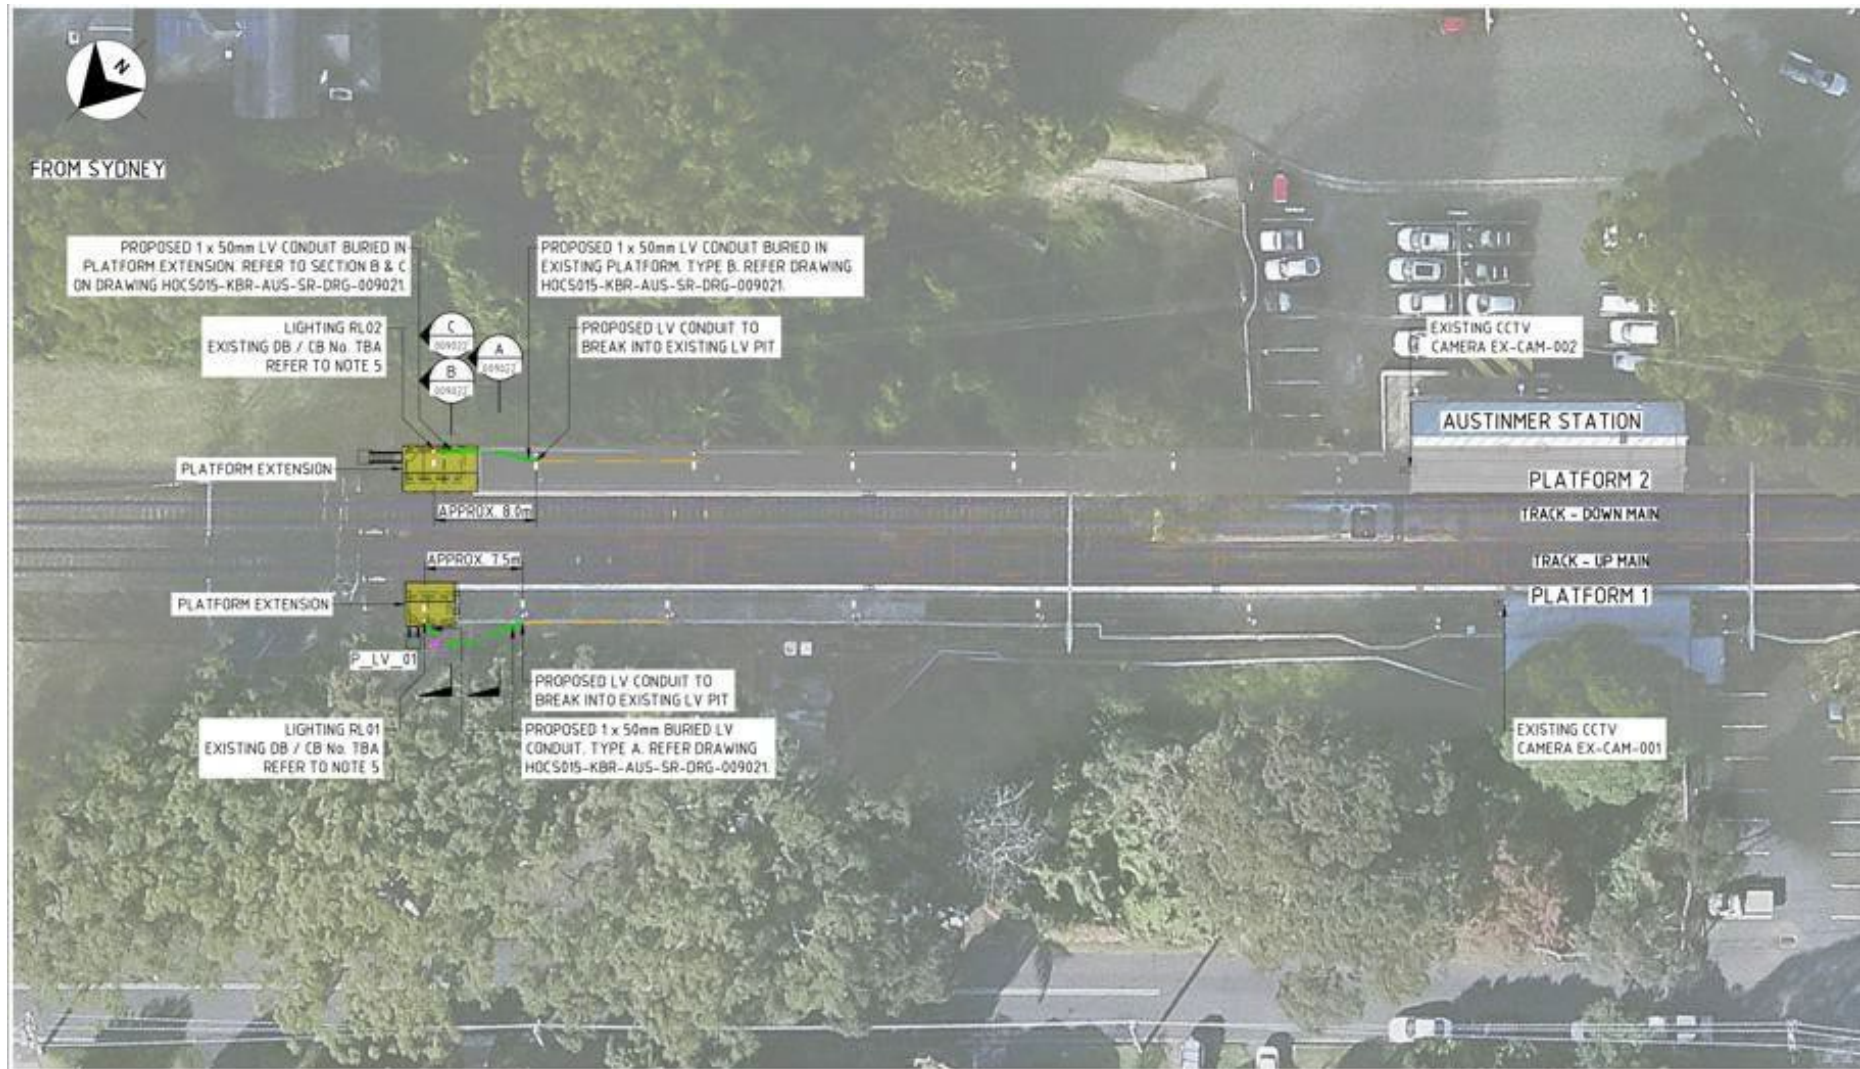 N
FROM SYDNEY
PROPOSED 1 x 50mm LV CONDUIT BURIED IN
PLATFORM EXTENSION. REFER TO SECTION B & C
ON DRAWING HOCS015-KBR-AUS-SR-DRG-009021.
PROPOSED 1 x 50mm LV CONDUIT BURIED IN
EXISTING PLATFORM. TYPE B. REFER DRAWING
HOCS015-KBR-AUS-SR-DRG-009021.
LIGHTING RL02
EXISTING DB / CB No. TBA
REFER TO NOTE 5
C
009022
B
009022
A
009022
PROPOSED LV CONDUIT TO
BREAK INTO EXISTING LV PIT
EXISTING CCTV
CAMERA EX-CAM-002
AUSTINMER STATION
PLATFORM EXTENSION
PLATFORM 2
APPROX. 8.0m
TRACK - DOWN MAIN
APPROX. 7.5m
TRACK - UP MAIN
PLATFORM EXTENSION
PLATFORM 1
P_LV_01
PROPOSED LV CONDUIT TO
BREAK INTO EXISTING LV PIT
LIGHTING RL01
EXISTING DB / CB No. TBA
REFER TO NOTE 5
PROPOSED 1 x 50mm BURIED LV
CONDUIT. TYPE A. REFER DRAWING
HOCS015-KBR-AUS-SR-DRG-009021.
EXISTING CCTV
CAMERA EX-CAM-001